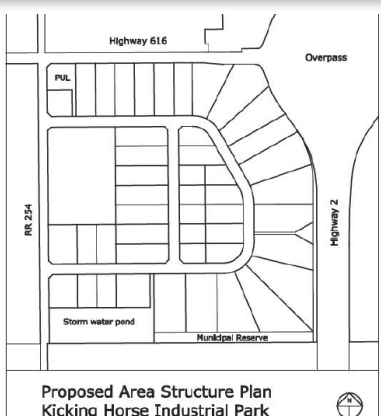 Highway 616
Overpass
PUL
RR 254
Highway 2
Storm water pond
Municipal Reserve
Proposed Area Structure Plan
Kicking Horse Industrial Park
N